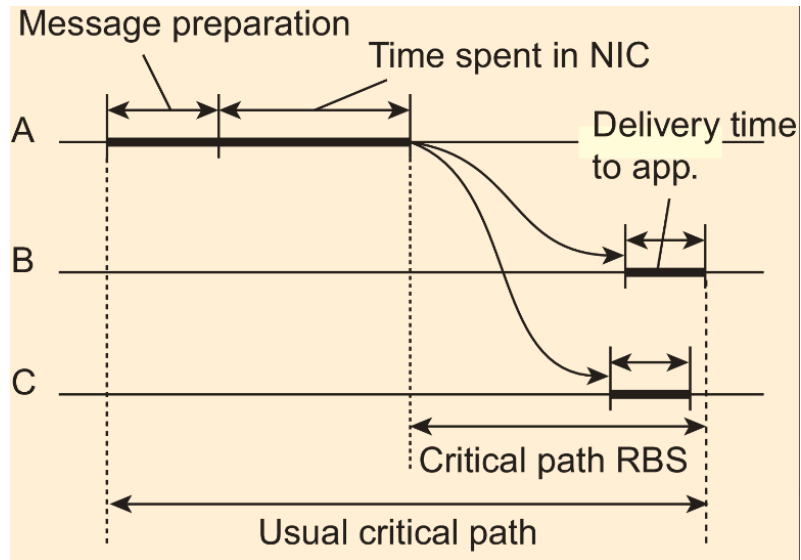 Message preparation
Time spent in NIC
A
Delivery time
to app.
B
C
Critical path RBS
Usual critical path